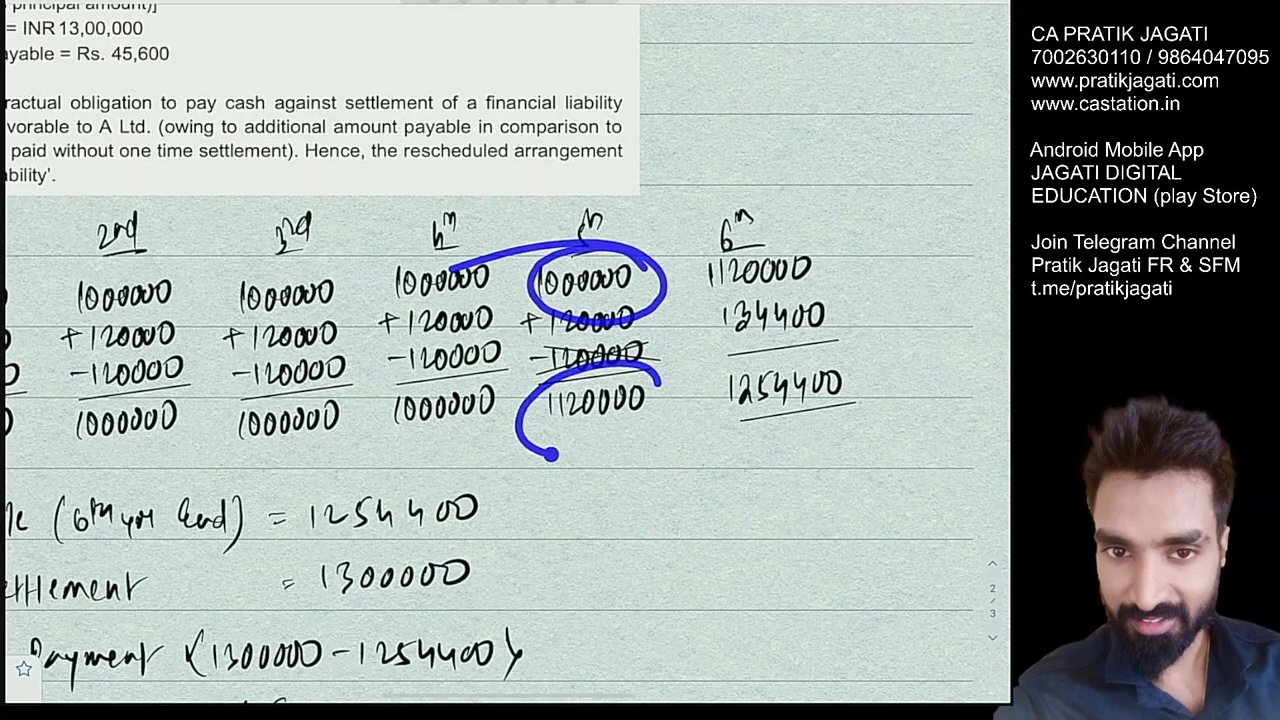 principal amount)]
= INR 13,00,000
ayable = Rs. 45,600
ractual obligation to pay cash against settlement of a financial liability
vorable to A Ltd. (owing to additional amount payable in comparison to
paid without one time settlement). Hence, the rescheduled arrangement
bility'.
2nd 3rd 4th 5th 6th
1000000 1000000 1000000 1000000 1120000
+120000 +120000 +120000 +120000 134400
-120000 -120000 -120000 -120000
1000000 1000000 1000000 1120000 1254400
(6th yr End) = 1254400
ettlement = 1300000
Payment (1300000-1254400)
2
/
3
CA PRATIK JAGATI
7002630110 / 9864047095
www.pratikjagati.com
www.castation.in
Android Mobile App
JAGATI DIGITAL
EDUCATION (play Store)
Join Telegram Channel
Pratik Jagati FR & SFM
t.me/pratikjagati